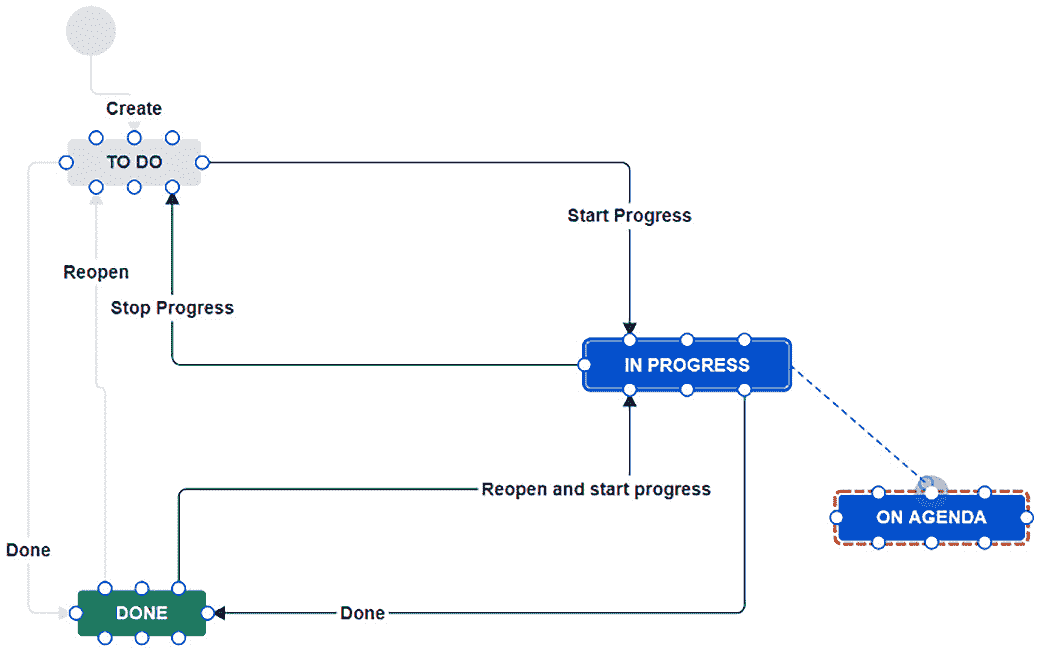 Create
TO DO
Start Progress
Reopen
Stop Progress
IN PROGRESS
Reopen and start progress
ON AGENDA
Done
DONE
Done